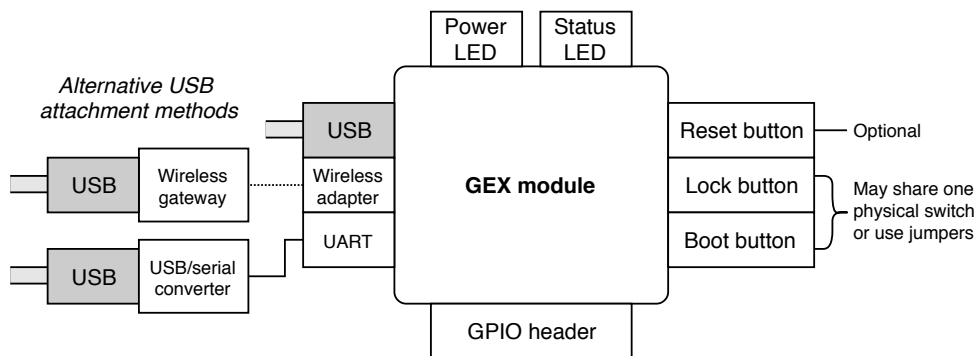 Power
LED
Status
LED
Alternative USB
attachment methods
USB
Reset button
Optional
USB
Wireless
gateway
Wireless
adapter
GEX module
Lock button
May share one
physical switch
or use jumpers
UART
Boot button
USB
USB/serial
converter
GPIO header